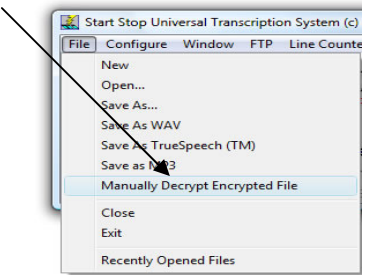 Start Stop Universal Transcription System (c)
File Configure Window FTP Line Counte
New
Open...
Save As...
Save As WAV
Save As TrueSpeech (TM)
Save as MP3
Manually Decrypt Encrypted File
Close
Exit
Recently Opened Files